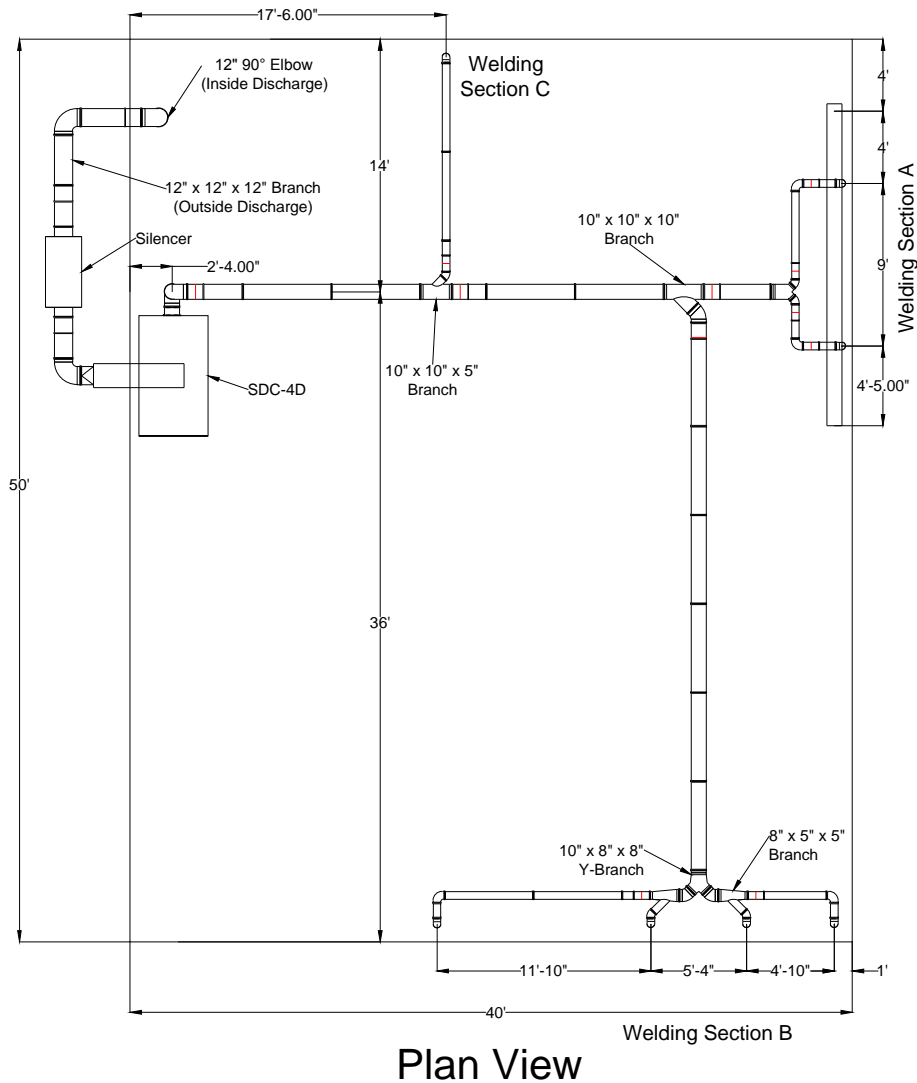 17'-6.00"
12" 90° Elbow
(Inside Discharge)
Welding
Section C
4'
4'
14'
12" x 12" x 12" Branch
(Outside Discharge)
Silencer
2'-4.00"
10" x 10" x 10"
Branch
9'
Welding Section A
10" x 10" x 5"
Branch
SDC-4D
4'-5.00"
50'
36'
10" x 8" x 8"
Y-Branch
8" x 5" x 5"
Branch
11'-10"
5'-4"
4'-10"
1'
40'
Welding Section B
Plan View